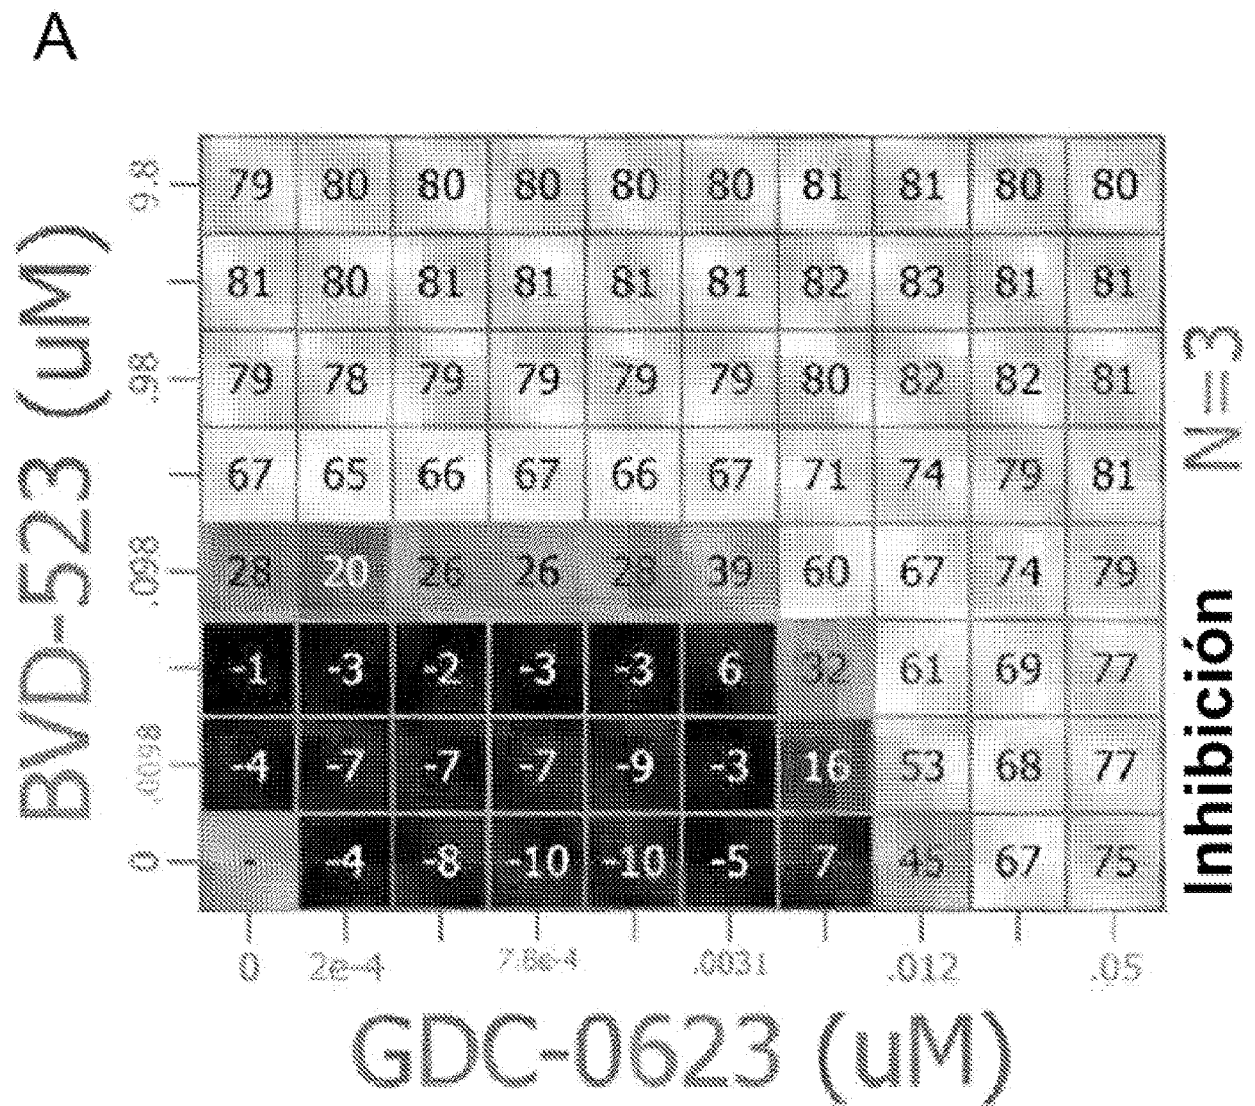 A
9.8 79 80 80 80 80 80 81 81 80 80
81 80 81 81 81 81 82 83 81 81
.98 79 78 79 79 79 79 80 82 82 81
67 65 66 67 66 67 71 74 79 81
.098 28 20 26 26 39 60 67 74 79
-1 -3 -2 -3 -3 6 32 61 69 77
.0098 -4 -7 -7 -7 -9 -3 16 53 68 77
0 - -4 -8 -10 -10 -5 7 45 67 75
0 2e-4 7.8e-4 .0031 .012 .05
GDC-0623 (uM)
BVD-523 (uM)
N=3
Inhibición